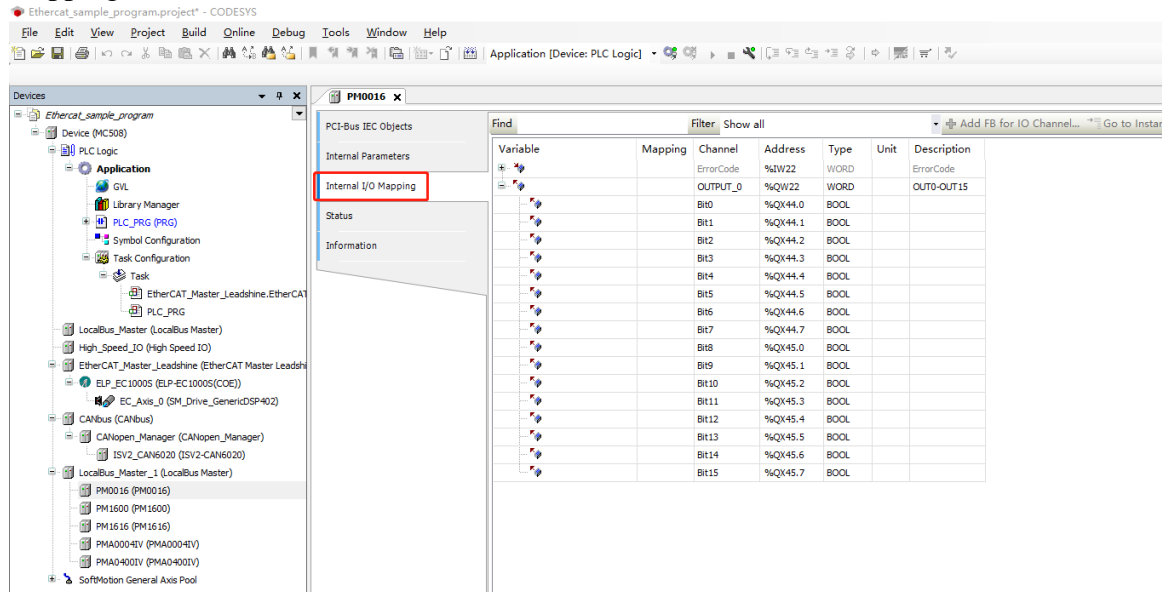 Ethercat_sample_program.project* - CODESYS
File Edit View Project Build Online Debug Tools Window Help
Application [Device: PLC Logic]
Devices
Ethercat_sample_program
Device (MC508)
PLC Logic
Application
GVL
Library Manager
PLC_PRG (PRG)
Symbol Configuration
Task Configuration
Task
EtherCAT_Master_Leadshine.EtherCAT
PLC_PRG
LocalBus_Master (LocalBus Master)
High_Speed_IO (High Speed IO)
EtherCAT_Master_Leadshine (EtherCAT Master Leadshi
ELP_EC1000S (ELP-EC1000S(COE))
EC_Axis_0 (SM_Drive_GenericDSP402)
CANbus (CANbus)
CANopen_Manager (CANopen_Manager)
ISV2_CAN6020 (ISV2-CAN6020)
LocalBus_Master_1 (LocalBus Master)
PM0016 (PM0016)
PM1600 (PM1600)
PM1616 (PM1616)
PMA0004IV (PMA0004IV)
PMA0400IV (PMA0400IV)
SoftMotion General Axis Pool
PM0016
PCI-Bus IEC Objects
Internal Parameters
Internal I/O Mapping
Status
Information
Find Filter Show all Add FB for IO Channel... Go to Instar
Variable Mapping Channel Address Type Unit Description
ErrorCode %IW22 WORD ErrorCode
OUTPUT_0 %QW22 WORD OUT0-OUT15
Bit0 %QX44.0 BOOL
Bit1 %QX44.1 BOOL
Bit2 %QX44.2 BOOL
Bit3 %QX44.3 BOOL
Bit4 %QX44.4 BOOL
Bit5 %QX44.5 BOOL
Bit6 %QX44.6 BOOL
Bit7 %QX44.7 BOOL
Bit8 %QX45.0 BOOL
Bit9 %QX45.1 BOOL
Bit10 %QX45.2 BOOL
Bit11 %QX45.3 BOOL
Bit12 %QX45.4 BOOL
Bit13 %QX45.5 BOOL
Bit14 %QX45.6 BOOL
Bit15 %QX45.7 BOOL